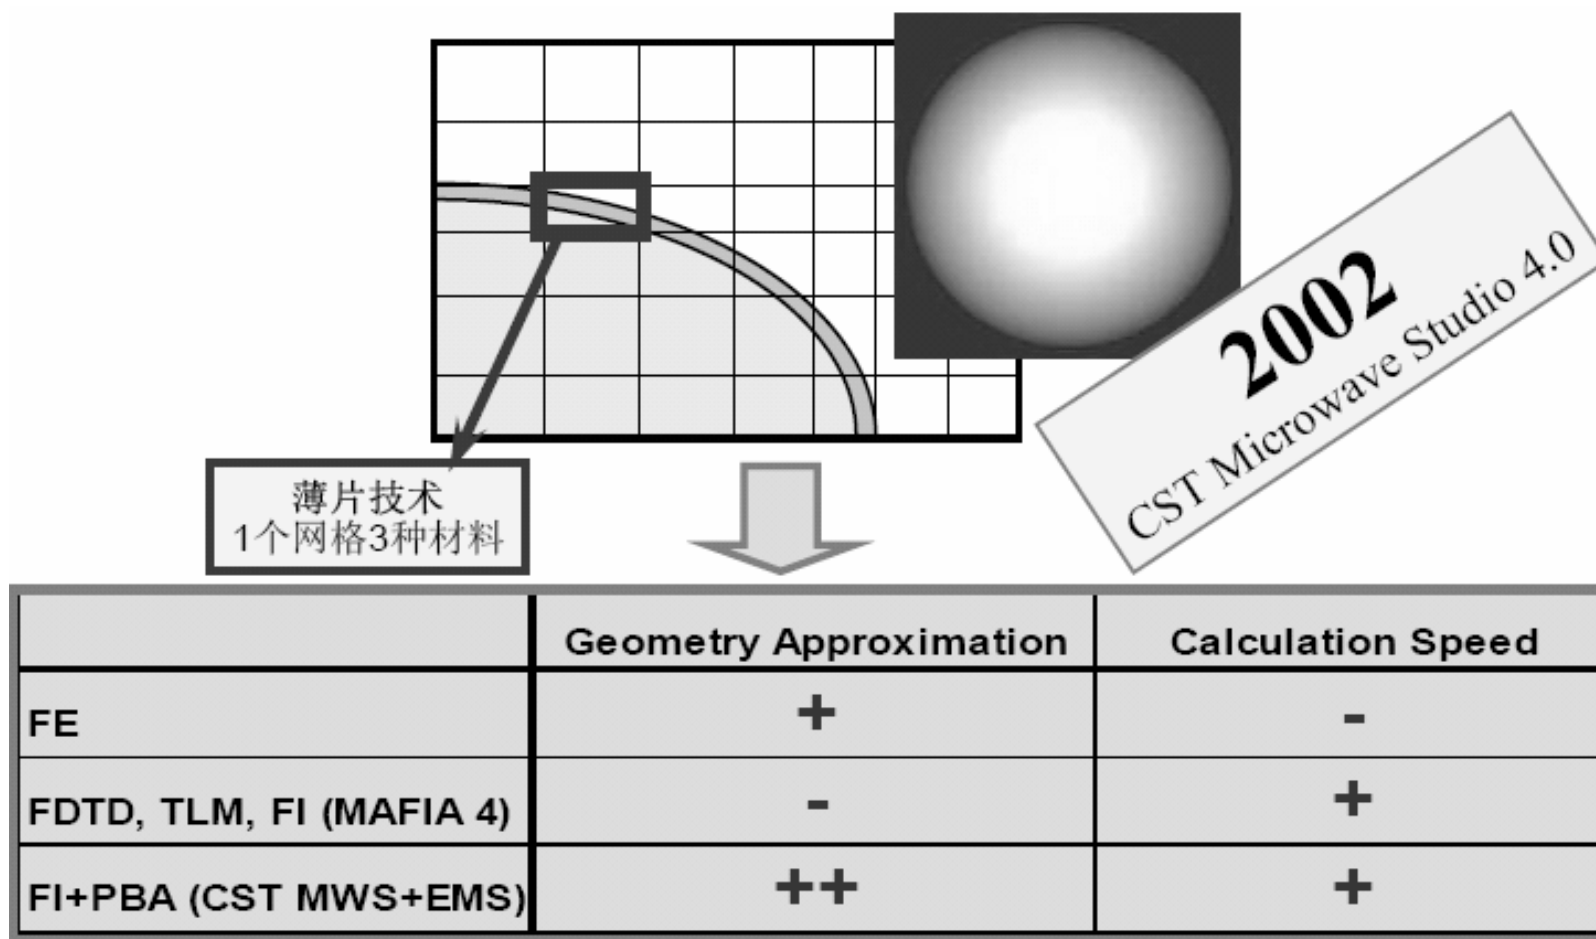 2002
CST Microwave Studio 4.0
薄片技术
1个网格3种材料
Geometry Approximation Calculation Speed
FE + -
FDTD, TLM, FI (MAFIA 4) - +
FI+PBA (CST MWS+EMS) ++ +